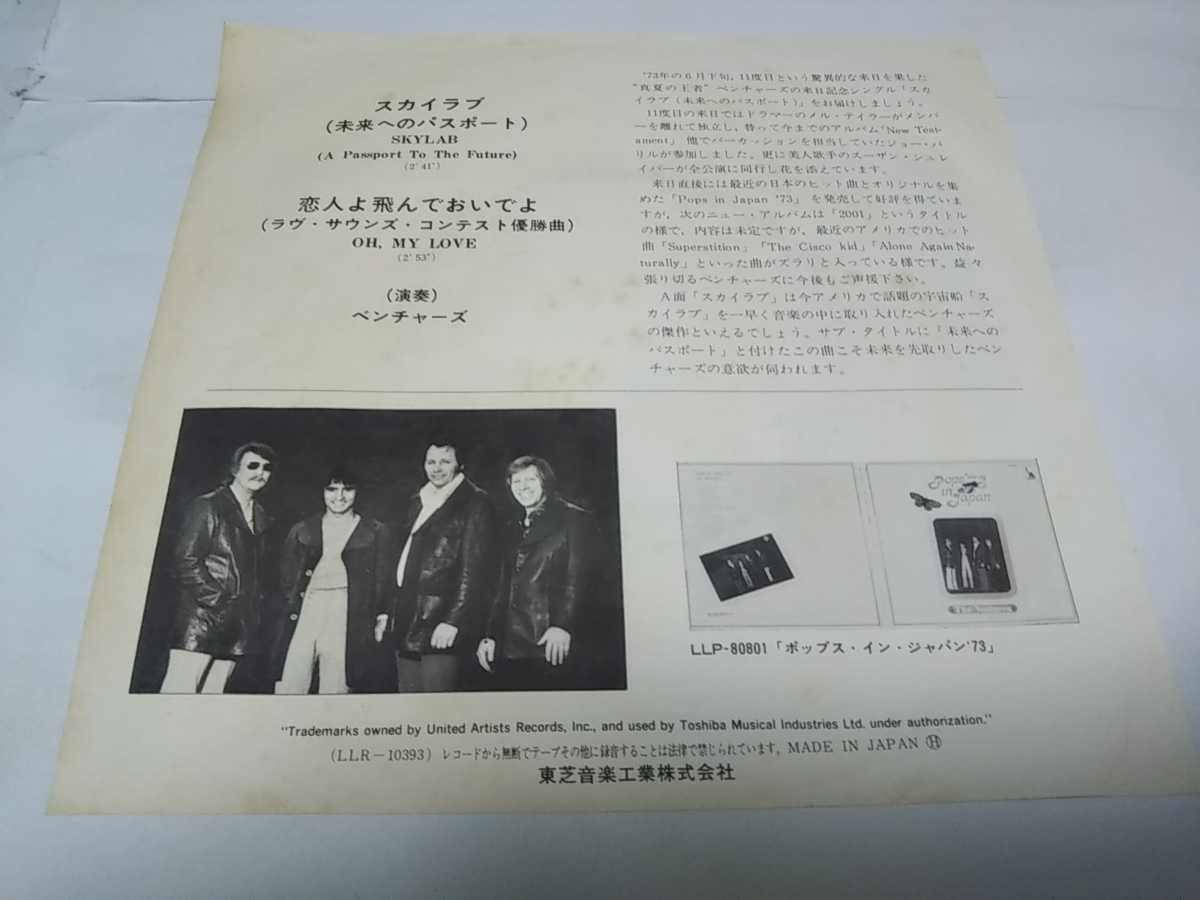 スカイラブ
(未来へのパスポート)
SKYLAB
(A Passport To The Future)
(2'41")
恋人よ飛んでおいでよ
(ラヴ・サウンズ・コンテスト優勝曲)
OH, MY LOVE
(2'53")
(演奏)
ベンチャーズ
'73年の6月下旬,11度目という驚異的な来日を果した
"真夏の王者" ベンチャーズの来日記念シングル「スカ
イラブ(未来へのパスポート)」をお届けしましょう。
11度目の来日ではドラマーのメル・テイラーがメンバ
ーを離れて独立し、替って今までのアルバム「New Test-
ament」他でパーカッションを担当していたジョー・バ
リルが参加しました。更に美人歌手のスーザン・シュレ
イバーが全公演に同行し花を添えています。
来日直後には最近の日本のヒット曲とオリジナルを集
めた「Pops in Japan '73」を発売して好評を得ていま
すが、次のニュー・アルバムは「2001」というタイトル
の様で、内容は未定ですが、最近のアメリカでのヒット
曲「Superstition」「The Cisco kid」「Alone Again Na-
turally」といった曲がズラリと入っている様です。益々
張り切るベンチャーズに今後もご声援下さい。
A面「スカイラブ」は今アメリカで話題の宇宙船「ス
カイラブ」を一早く音楽の中に取り入れたベンチャーズ
の傑作といえるでしょう。サブ・タイトルに「未来への
パスポート」と付けたこの曲こそ未来を先取りしたベン
チャーズの意欲が伺われます。
Pops in Japan
The Ventures
LLP-80801「ポップス・イン・ジャパン'73」
"Trademarks owned by United Artists Records, Inc., and used by Toshiba Musical Industries Ltd. under authorization."
(LLR-10393) レコードから無断でテープその他に録音することは法律で禁じられています。MADE IN JAPAN Ⓗ
東芝音楽工業株式会社